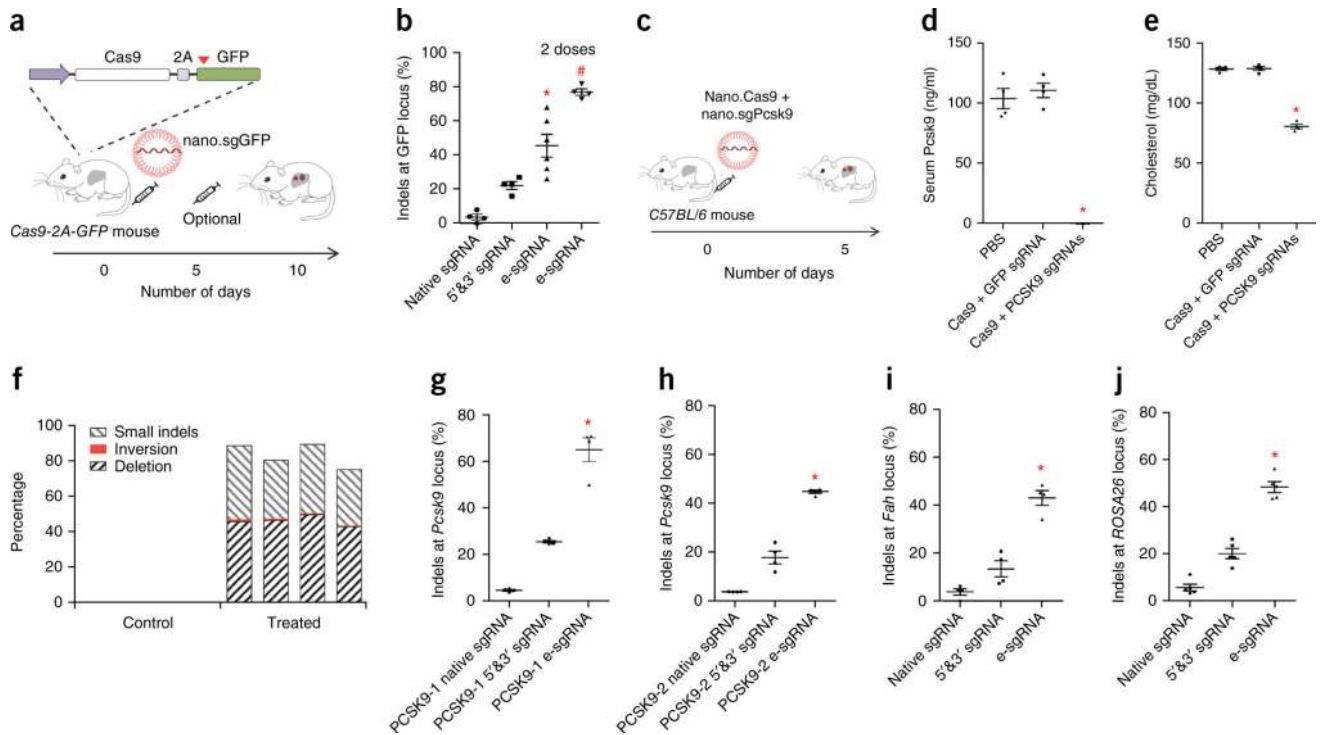 a
Cas9
2A
GFP
nano.sgGFP
Optional
Cas9-2A-GFP mouse
0
5
10
Number of days
b
2 doses
Indels at GFP locus (%)
100
80
60
40
20
0
*
#
Native sgRNA
5'&3' sgRNA
e-sgRNA
e-sgRNA
c
Nano.Cas9 +
nano.sgPcsk9
C57BL/6 mouse
0
5
Number of days
d
Serum Pcsk9 (ng/ml)
150
100
50
0
*
PBS
Cas9 + GFP sgRNA
Cas9 + PCSK9 sgRNAs
e
Cholesterol (mg/dL)
150
100
50
0
*
PBS
Cas9 + GFP sgRNA
Cas9 + PCSK9 sgRNAs
f
Percentage
100
80
60
40
20
0
Small indels
Inversion
Deletion
Control
Treated
g
Indels at Pcsk9 locus (%)
80
60
40
20
0
*
PCSK9-1 native sgRNA
PCSK9-1 5'&3' sgRNA
PCSK9-1 e-sgRNA
h
Indels at Pcsk9 locus (%)
80
60
40
20
0
*
PCSK9-2 native sgRNA
PCSK9-2 5'&3' sgRNA
PCSK9-2 e-sgRNA
i
Indels at Fah locus (%)
80
60
40
20
0
*
Native sgRNA
5'&3' sgRNA
e-sgRNA
j
Indels at ROSA26 locus (%)
80
60
40
20
0
*
Native sgRNA
5'&3' sgRNA
e-sgRNA